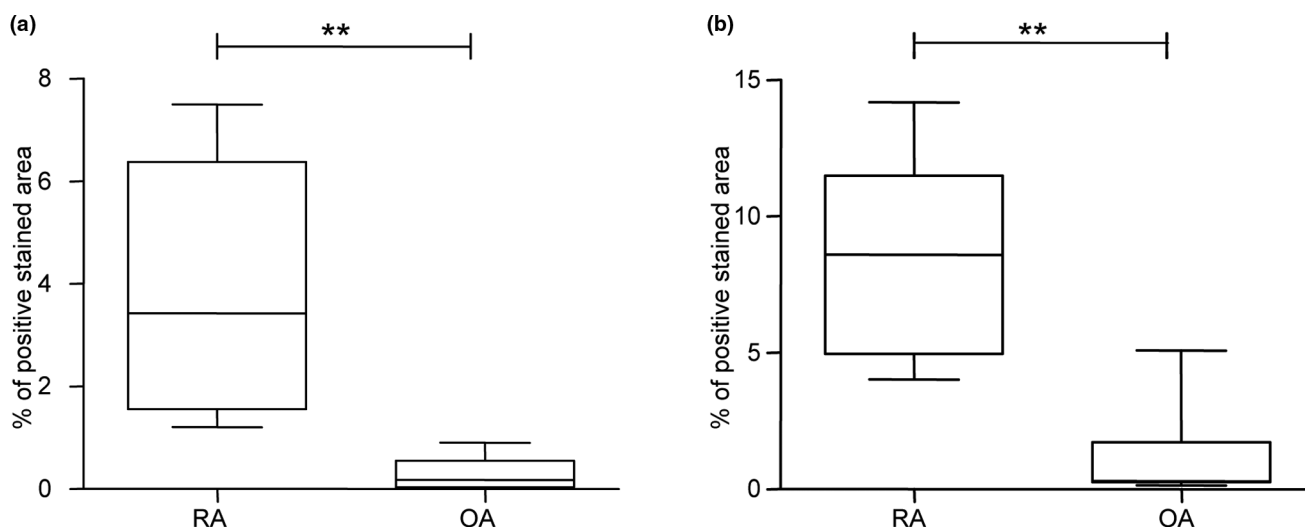 (a)
**
8
6
4
2
0
% of positive stained area
RA OA
(b)
**
15
10
5
0
% of positive stained area
RA OA